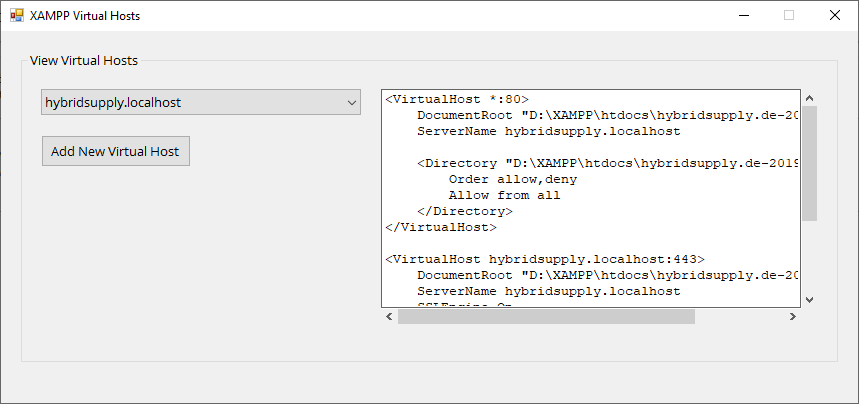 XAMPP Virtual Hosts
View Virtual Hosts
hybridsupply.localhost
Add New Virtual Host
<VirtualHost *:80>
DocumentRoot "D:\XAMPP\htdocs\hybridsupply.de-20
ServerName hybridsupply.localhost
<Directory "D:\XAMPP\htdocs\hybridsupply.de-2019
Order allow,deny
Allow from all
</Directory>
</VirtualHost>
<VirtualHost hybridsupply.localhost:443>
DocumentRoot "D:\XAMPP\htdocs\hybridsupply.de-20
ServerName hybridsupply.localhost
SSLEngine On